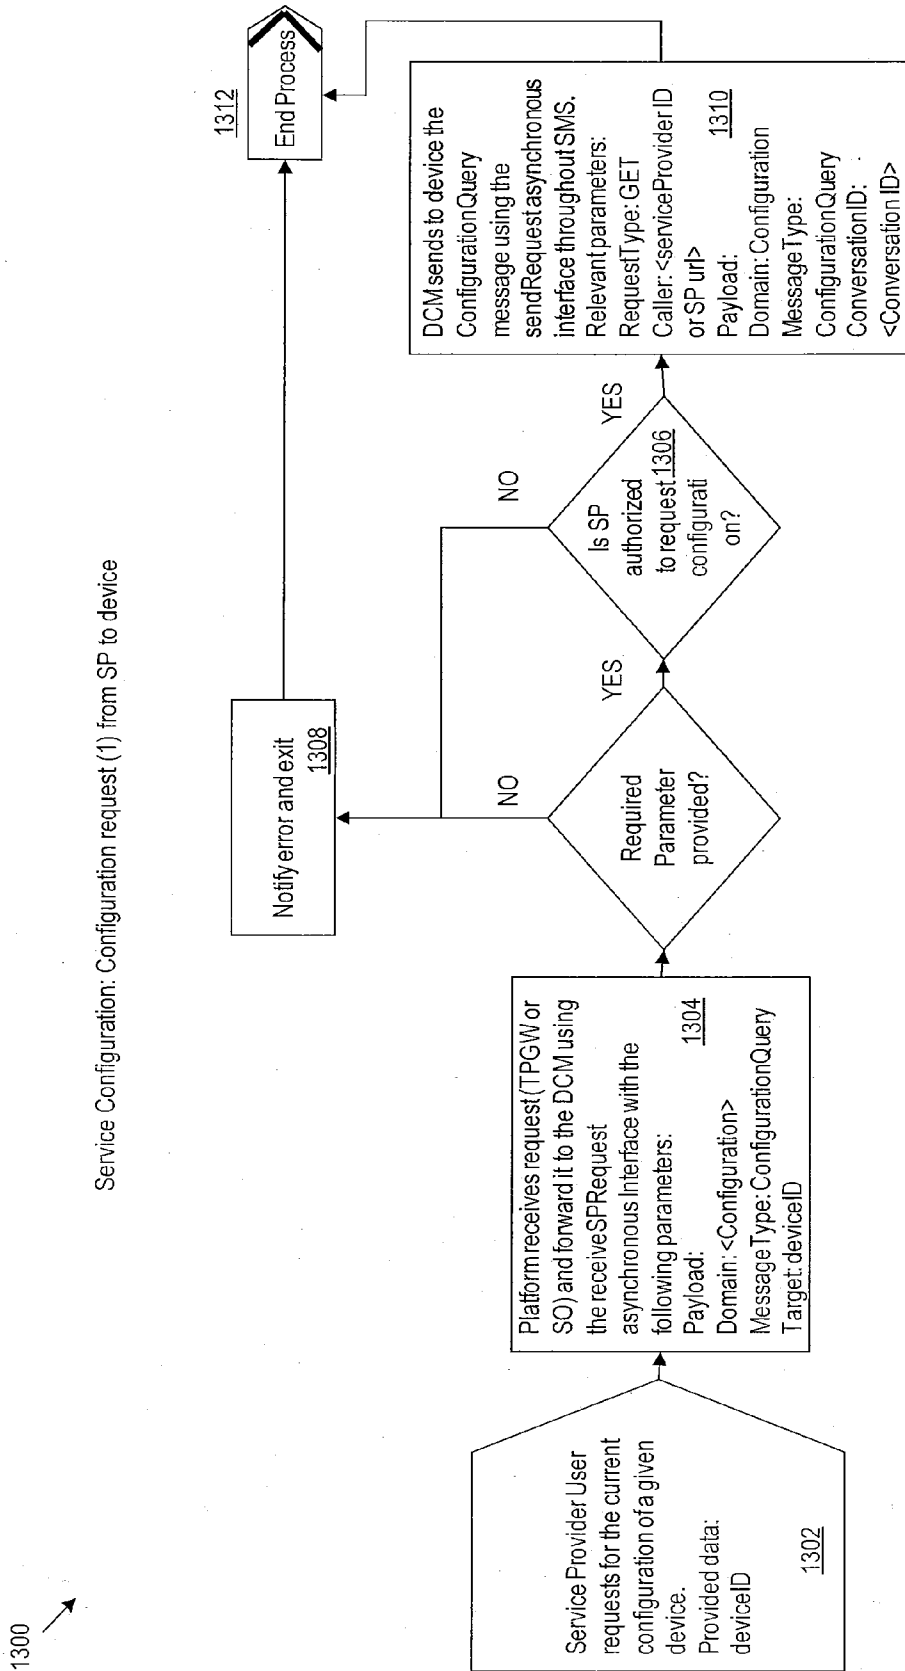 1300
Service Configuration: Configuration request (1) from SP to device
Service Provider User
requests for the current
configuration of a given
device.
Provided data:
deviceID
1302
Platform receives request (TPGW or
SO) and forward it to the DCM using
the receiveSPRequest
asynchronous Interface with the
following parameters:
Payload:
1304
Domain: <Configuration>
MessageType: ConfigurationQuery
Target: deviceID
Required
Parameter
provided?
NO
YES
Notify error and exit
1308
Is SP
authorized
to request 1306
configurati
on?
NO
YES
DCM sends to device the
ConfigurationQuery
message using the
sendRequest asynchronous
interface throughout SMS.
Relevant parameters:
RequestType: GET
Caller: <serviceProvider ID
or SP url>
Payload:
1310
Domain: Configuration
MessageType:
ConfigurationQuery
ConversationID: :
<Conversation ID>
1312
End Process